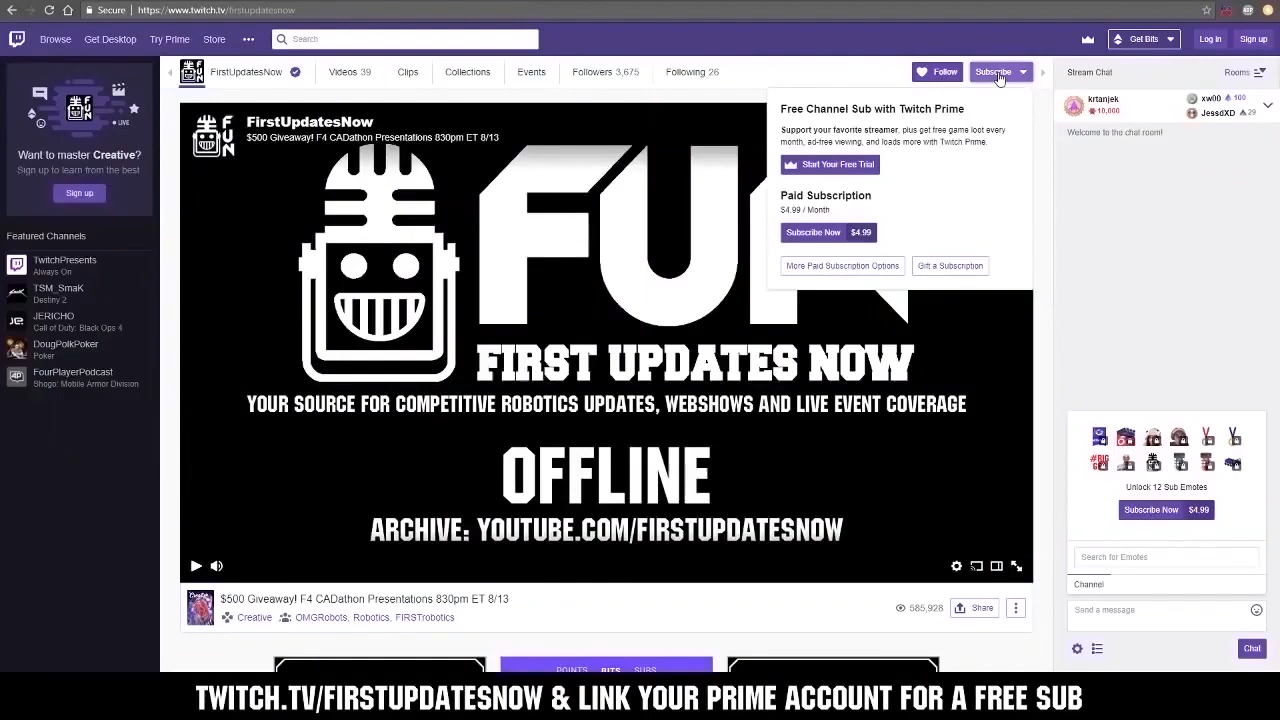 Secure
https://www.twitch.tv/firstupdatesnow
Browse
Get Desktop
Try Prime
Store
Search
Get Bits
Log in
Sign up
FUN
LIVE
Want to master Creative?
Sign up to learn from the best
Sign up
Featured Channels
TwitchPresents
Always On
TSM_SmaK
Destiny 2
JERICHO
Call of Duty: Black Ops 4
DougPolkPoker
Poker
FourPlayerPodcast
Shogo: Mobile Armor Division
FirstUpdatesNow
Videos 39
Clips
Collections
Events
Followers 3,675
Following 26
Follow
Subscribe
Free Channel Sub with Twitch Prime
Support your favorite streamer, plus get free game loot every
month, ad-free viewing, and loads more with Twitch Prime.
Start Your Free Trial
Paid Subscription
$4.99 / Month
Subscribe Now $4.99
More Paid Subscription Options
Gift a Subscription
FUN
FirstUpdatesNow
$500 Giveaway! F4 CADathon Presentations 830pm ET 8/13
FUN
FIRST UPDATES NOW
YOUR SOURCE FOR COMPETITIVE ROBOTICS UPDATES, WEBSHOWS AND LIVE EVENT COVERAGE
OFFLINE
ARCHIVE: YOUTUBE.COM/FIRSTUPDATESNOW
$500 Giveaway! F4 CADathon Presentations 830pm ET 8/13
Creative
OMGRobots, Robotics, FIRSTrobotics
585,928
Share
POINTS
BITS
SUBS
Stream Chat
Rooms
krtanjek
10,000
xw00 100
JessdXD 29
Welcome to the chat room!
Unlock 12 Sub Emotes
Subscribe Now $4.99
Search for Emotes
Channel
Send a message
Chat
TWITCH.TV/FIRSTUPDATESNOW & LINK YOUR PRIME ACCOUNT FOR A FREE SUB